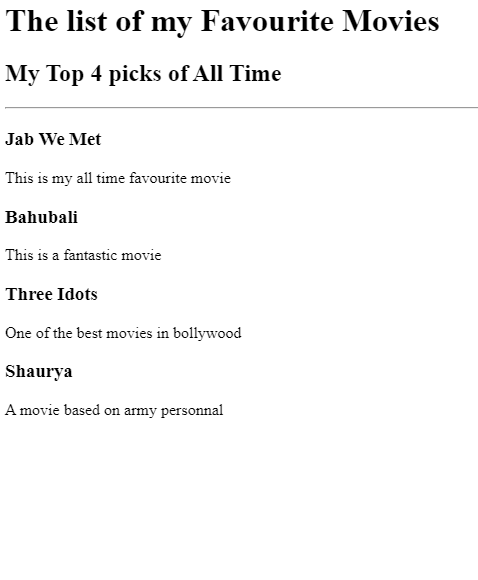 The list of my Favourite Movies
My Top 4 picks of All Time
Jab We Met
This is my all time favourite movie
Bahubali
This is a fantastic movie
Three Idots
One of the best movies in bollywood
Shaurya
A movie based on army personnal